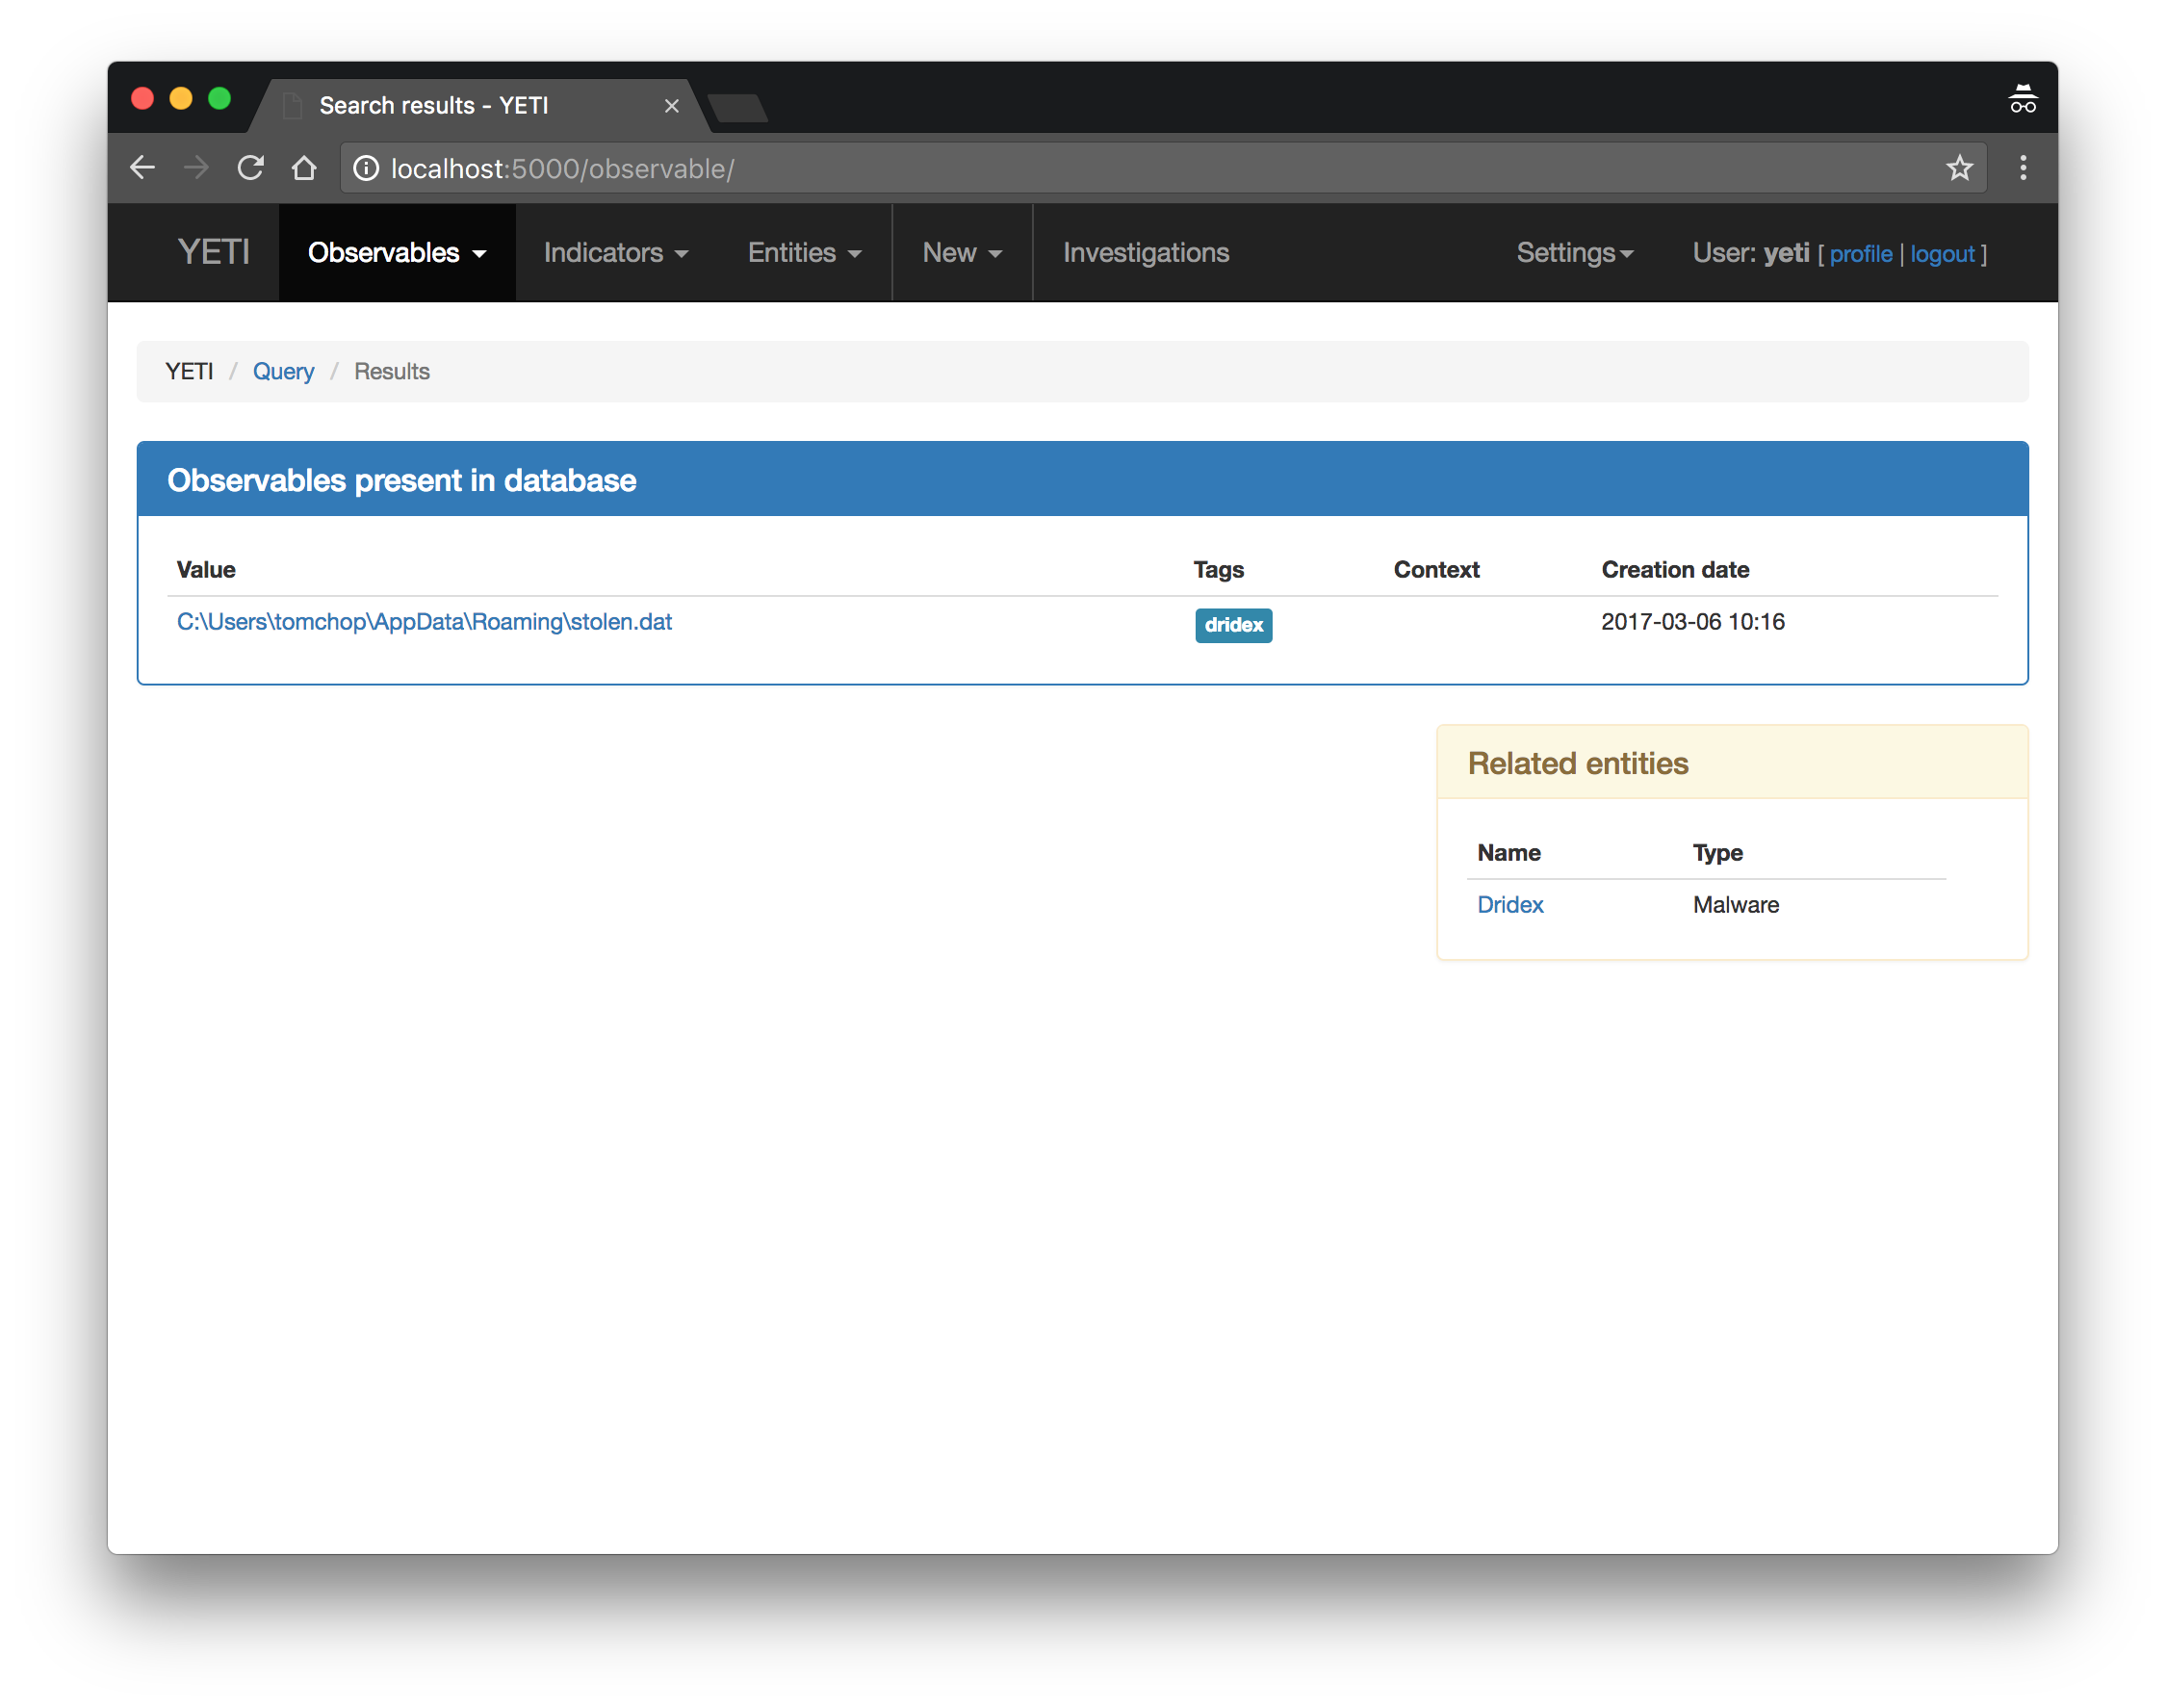 Search results - YETI
localhost:5000/observable/
YETI Observables Indicators Entities New Investigations Settings User: yeti [ profile | logout ]
YETI / Query / Results
Observables present in database
Value Tags Context Creation date
C:\Users\tomchop\AppData\Roaming\stolen.dat dridex 2017-03-06 10:16
Related entities
Name Type
Dridex Malware